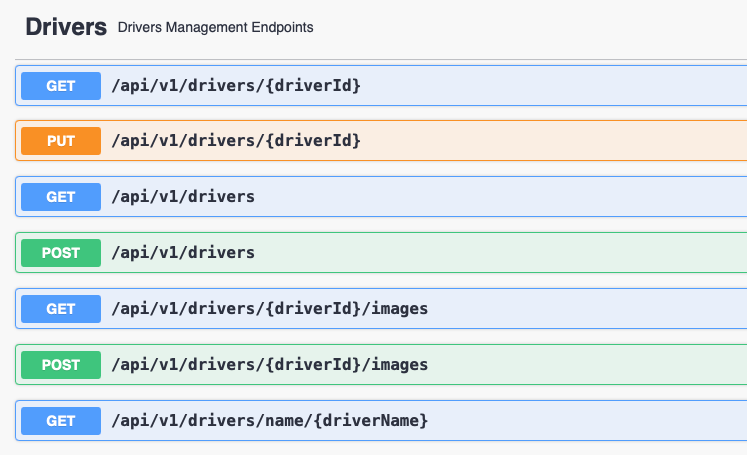 Drivers Drivers Management Endpoints
GET /api/v1/drivers/{driverId}
PUT /api/v1/drivers/{driverId}
GET /api/v1/drivers
POST /api/v1/drivers
GET /api/v1/drivers/{driverId}/images
POST /api/v1/drivers/{driverId}/images
GET /api/v1/drivers/name/{driverName}